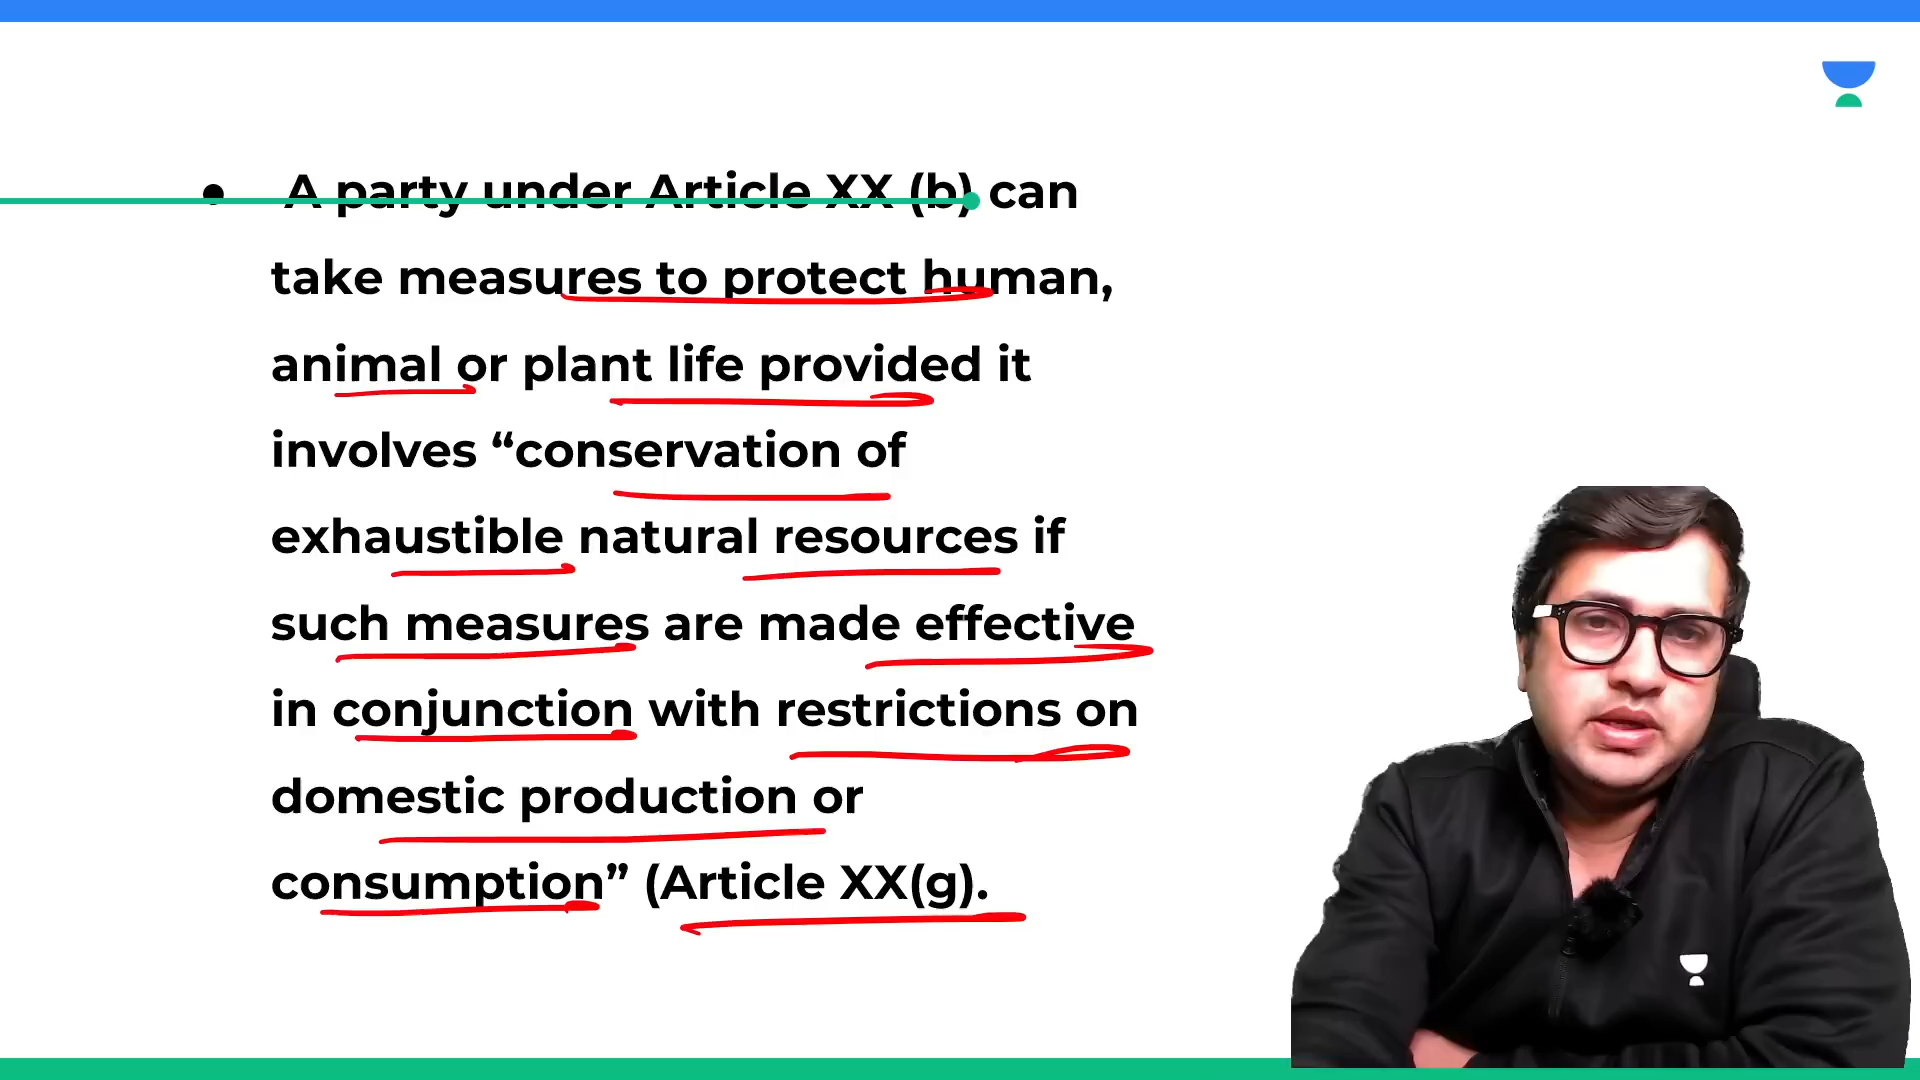 ● A party under Article XX (b) can
take measures to protect human,
animal or plant life provided it
involves “conservation of
exhaustible natural resources if
such measures are made effective
in conjunction with restrictions on
domestic production or
consumption” (Article XX(g).